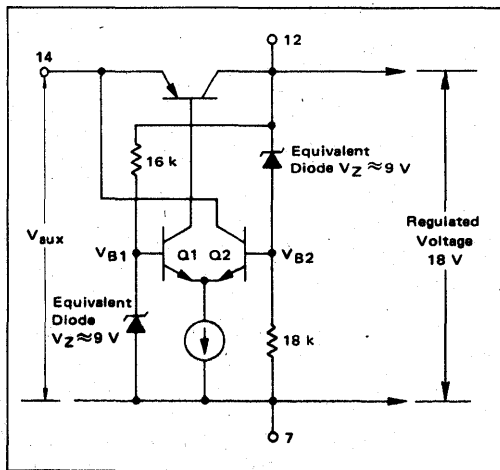 12
14
16 k
Equivalent
Diode VZ ≈ 9 V
Vaux
VB1
Q1
Q2
VB2
Regulated
Voltage
18 V
Equivalent
Diode
VZ ≈ 9 V
18 k
7